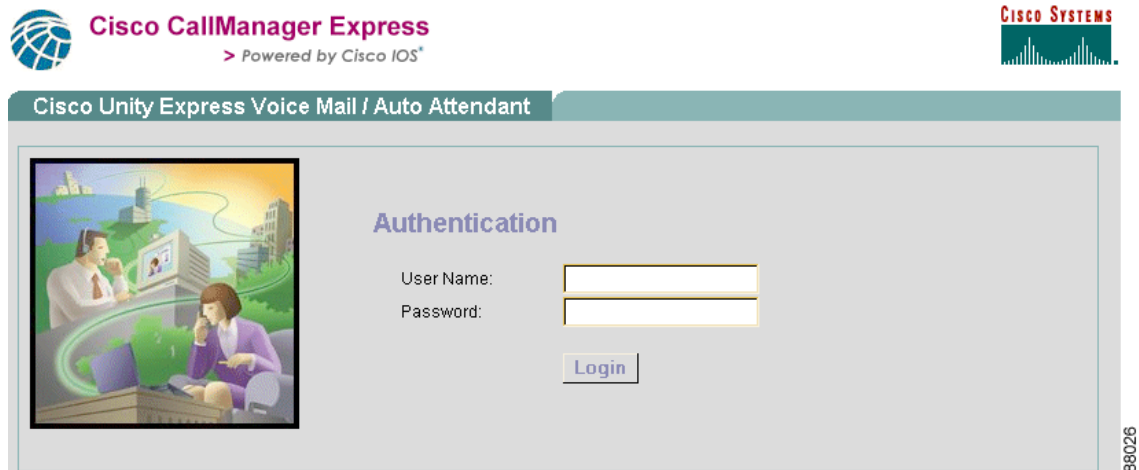 Cisco CallManager Express
CISCO SYSTEMS
> Powered by Cisco IOS®
Cisco Unity Express Voice Mail / Auto Attendant
Authentication
User Name:
Password:
Login